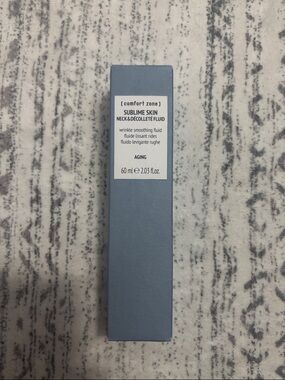 [ comfort zone ]
SUBLIME SKIN
NECK&DÉCOLLETÉ FLUID
wrinkle smoothing fluid
fluide lissant rides
fluido levigante rughe
AGING
60 ml e 2.03 fl.oz.